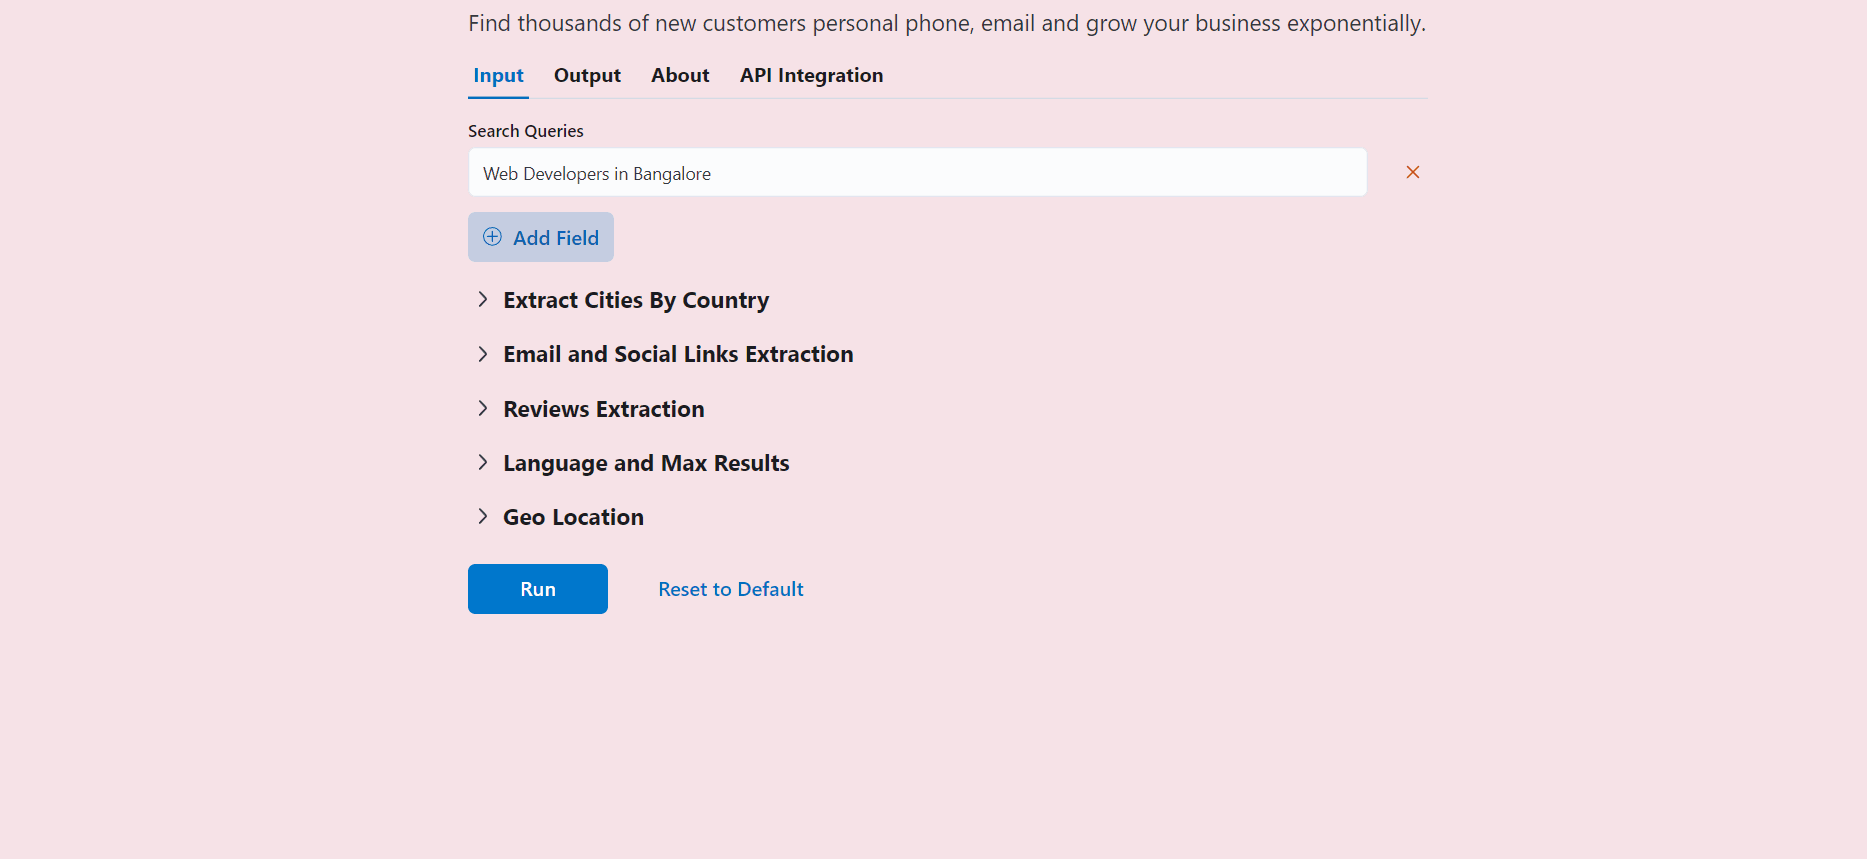 Find thousands of new customers personal phone, email and grow your business exponentially.
Input Output About API Integration
Search Queries
Web Developers in Bangalore
Add Field
Extract Cities By Country
Email and Social Links Extraction
Reviews Extraction
Language and Max Results
Geo Location
Run Reset to Default